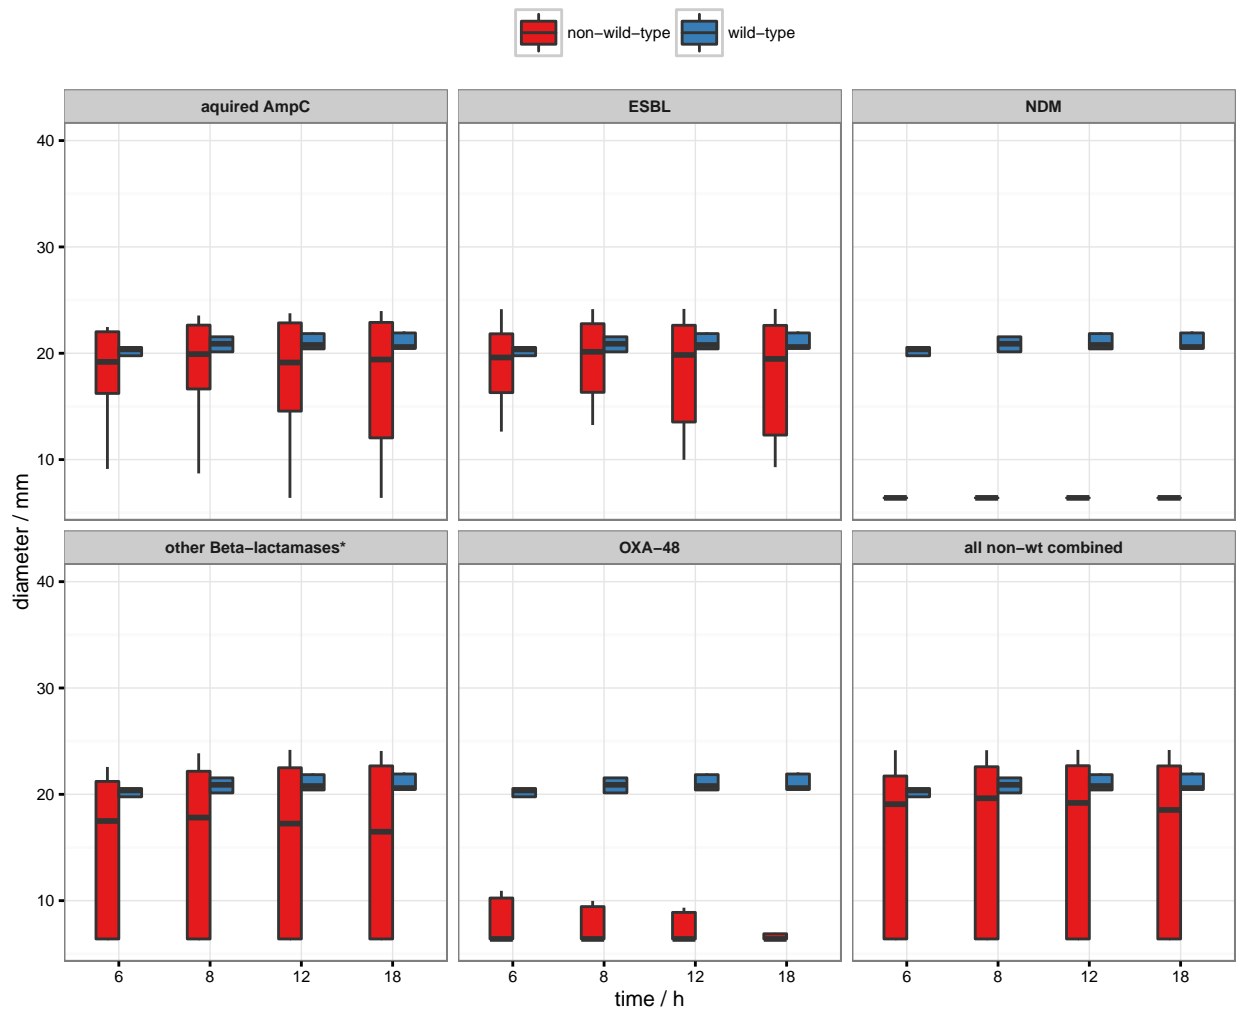 non−wild−type wild−type
aquired AmpC ESBL NDM
40
30
20
10
other Beta−lactamases* OXA−48 all non−wt combined
40
30
20
10
diameter / mm
6 8 12 18 6 8 12 18 6 8 12 18
time / h